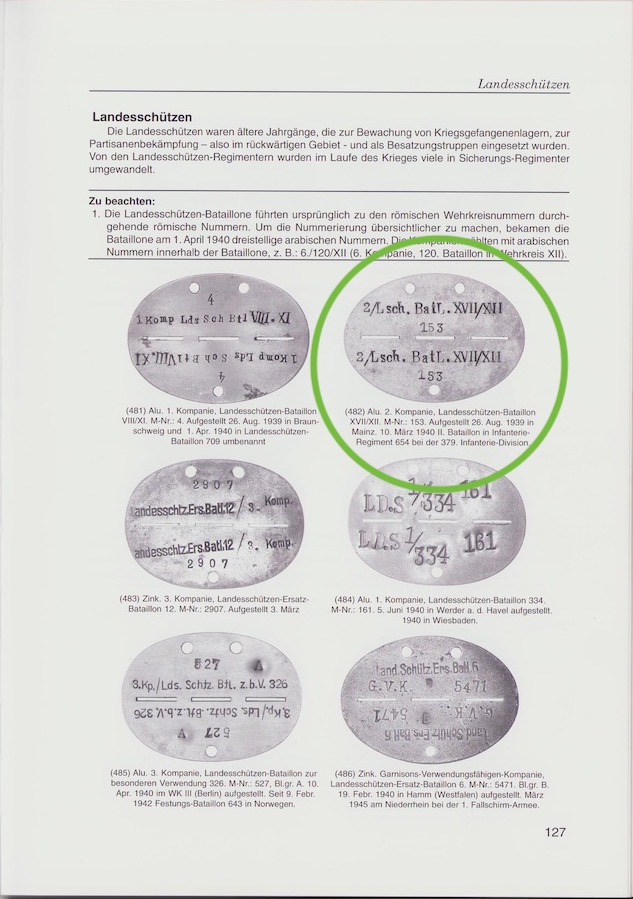 Landesschützen
Landesschützen
Die Landesschützen waren ältere Jahrgänge, die zur Bewachung von Kriegsgefangenenlagern, zur
Partisanenbekämpfung – also im rückwärtigen Gebiet - und als Besatzungstruppen eingesetzt wurden.
Von den Landesschützen-Regimentern wurden im Laufe des Krieges viele in Sicherungs-Regimenter
umgewandelt.
Zu beachten:
1. Die Landesschützen-Bataillone führten ursprünglich zu den römischen Wehrkreisnummern durch-
gehende römische Nummern. Um die Nummerierung übersichtlicher zu machen, bekamen die
Bataillone am 1. April 1940 dreistellige arabischen Nummern. Die Kompanien zählten mit arabischen
Nummern innerhalb der Bataillone, z. B.: 6./120/XII (6. Kompanie, 120. Bataillon in Wehrkreis XII).
4
1 Komp Lds Sch Btl VIII. XI
1 Komp Lds Sch Btl VIII. XI
4
(481) Alu. 1. Kompanie, Landesschützen-Bataillon
VIII/XI. M-Nr.: 4. Aufgestellt 26. Aug. 1939 in Braun-
schweig und 1. Apr. 1940 in Landesschützen-
Bataillon 709 umbenannt
2/Lsch. Batl. XVII/XII
153
2/Lsch. Batl. XVII/XII
153
(482) Alu. 2. Kompanie, Landesschützen-Bataillon
XVII/XII. M-Nr.: 153. Aufgestellt 26. Aug. 1939 in
Mainz. 10. März 1940 II. Bataillon in Infanterie-
Regiment 654 bei der 379. Infanterie-Division.
2907
andesschtz.Ers.Batl.12 / 3. Komp.
andesschtz.Ers.Batl.12 / 3. Komp.
2907
(483) Zink. 3. Kompanie, Landesschützen-Ersatz-
Bataillon 12. M-Nr.: 2907. Aufgestellt 3. März
LD.S 1/334 161
LD.S 1/334 161
(484) Alu. 1. Kompanie, Landesschützen-Bataillon 334.
M-Nr.: 161. 5. Juni 1940 in Werder a. d. Havel aufgestellt.
1940 in Wiesbaden.
527 A
3.Kp./Lds. Schtz. Btl. z.b.V. 326
3.Kp./Lds. Schtz. Btl. z.b.V. 326
527 A
(485) Alu. 3. Kompanie, Landesschützen-Bataillon zur
besonderen Verwendung 326. M-Nr.: 527, Bl.gr. A. 10.
Apr. 1940 im WK III (Berlin) aufgestellt. Seit 9. Febr.
1942 Festungs-Bataillon 643 in Norwegen.
Land.Schütz.Ers.Batl.6
G.V.K. B 5471
G.V.K. B 5471
Land.Schütz.Ers.Batl.6
(486) Zink. Garnisons-Verwendungsfähigen-Kompanie,
Landesschützen-Ersatz-Bataillon 6. M-Nr.: 5471. Bl.gr. B.
19. Febr. 1940 in Hamm (Westfalen) aufgestellt. März
1945 am Niederrhein bei der 1. Fallschirm-Armee.
127